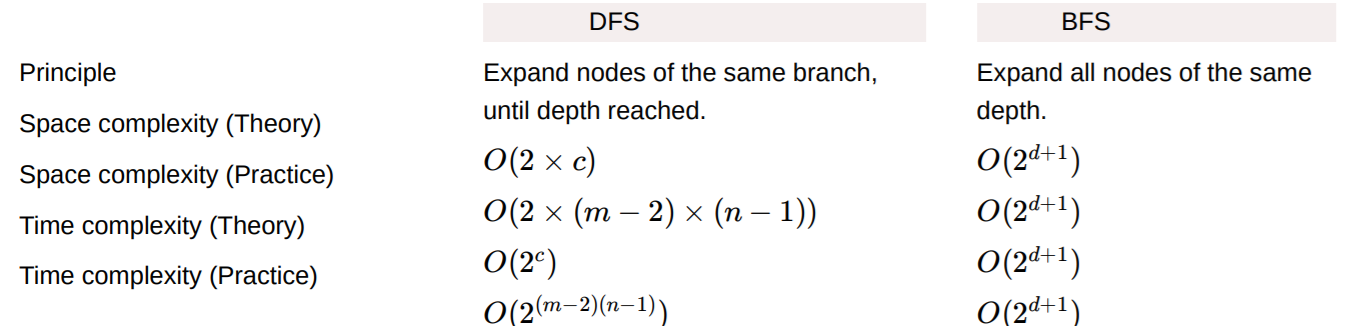 DFS BFS
Principle Expand nodes of the same branch, Expand all nodes of the same
until depth reached. depth.
Space complexity (Theory)
O(2 × c) O(2^{d+1})
Space complexity (Practice)
O(2 × (m − 2) × (n − 1)) O(2^{d+1})
Time complexity (Theory)
O(2^c) O(2^{d+1})
Time complexity (Practice)
O(2^{(m−2)(n−1)}) O(2^{d+1})